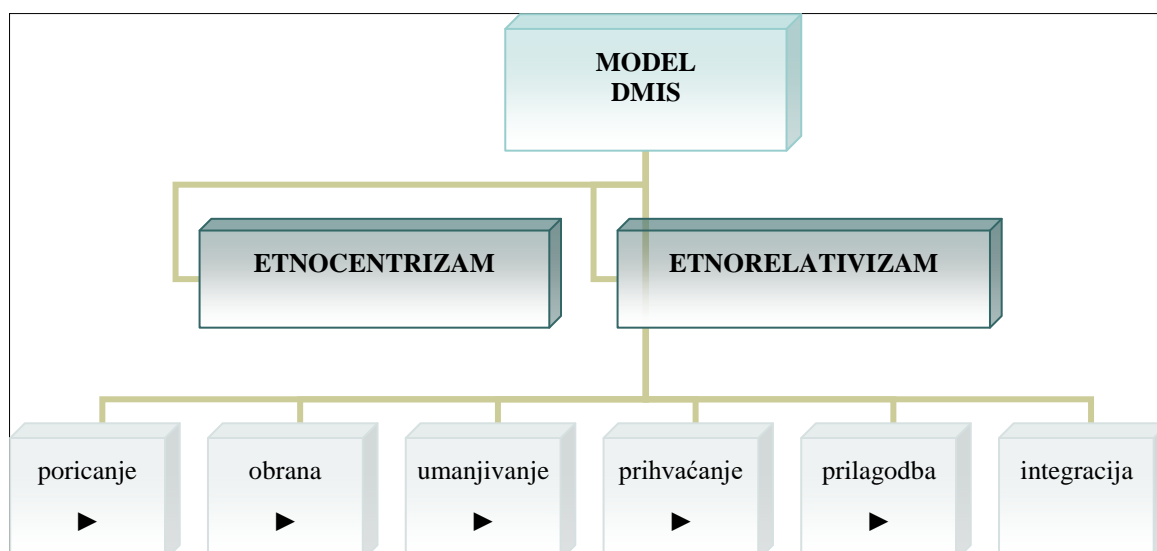 MODEL
DMIS
ETNOCENTRIZAM
ETNORELATIVIZAM
poricanje
►
obrana
►
umanjivanje
►
prihvaćanje
►
prilagodba
►
integracija